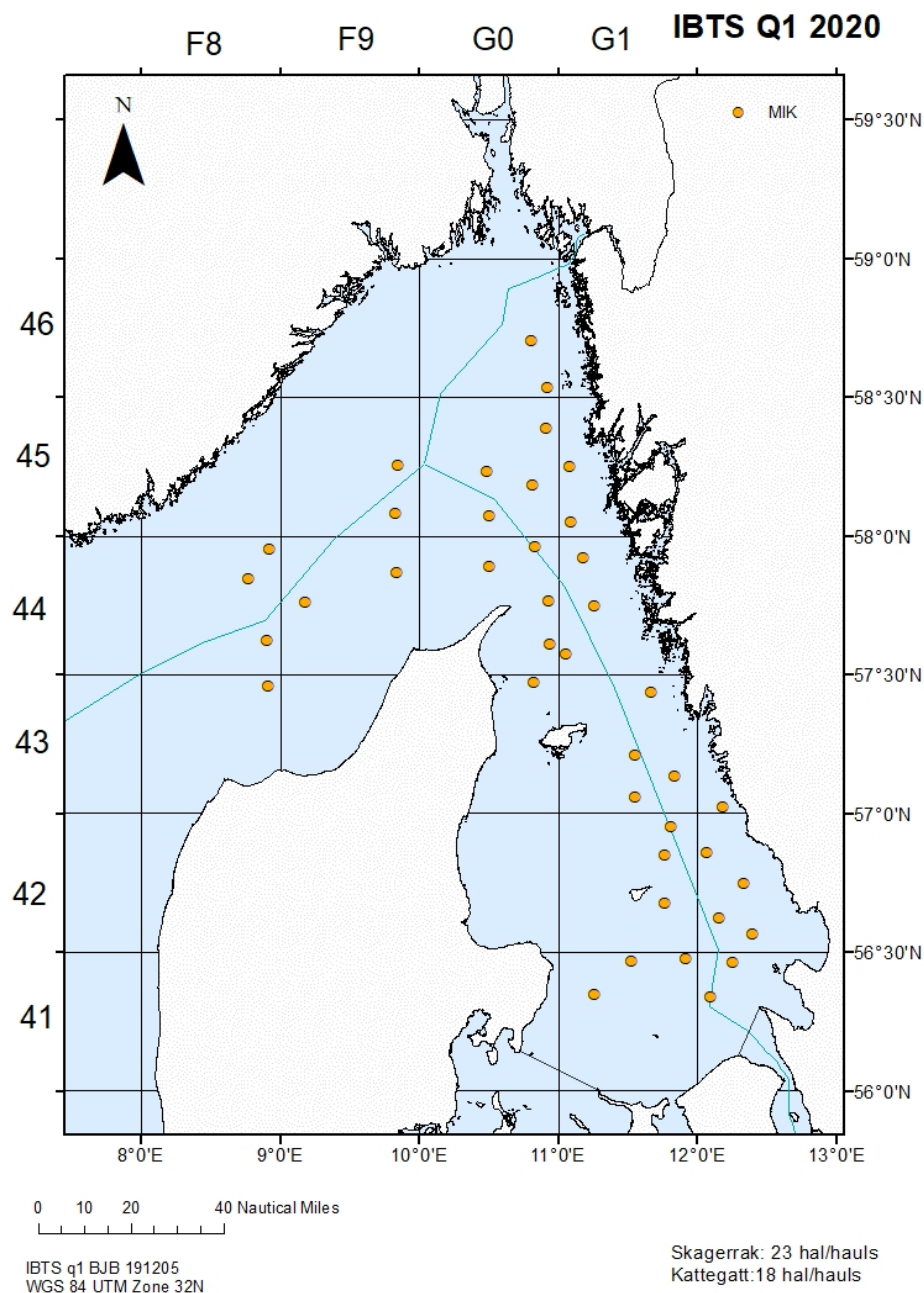 IBTS Q1 2020
F8 F9 G0 G1
N
MIK
59°30'N
59°0'N
46
58°30'N
45
58°0'N
44
57°30'N
43
57°0'N
42
56°30'N
41
56°0'N
8°0'E 9°0'E 10°0'E 11°0'E 12°0'E 13°0'E
0 10 20 40 Nautical Miles
IBTS q1 BJB 191205
WGS 84 UTM Zone 32N
Skagerrak: 23 hal/hauls
Kattegatt:18 hal/hauls